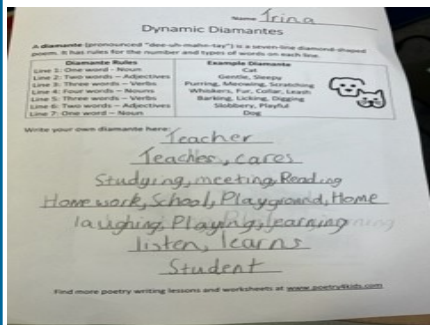 Name Trina
Dynamic Diamantes
A diamante (pronounced "dee-uh-mahn-tay") is a seven-line diamond-shaped
poem. It has rules for the number and types of words on each line.
Diamante Rules
Line 1: One word - Noun
Line 2: Two words - Adjectives
Line 3: Three words - Verbs
Line 4: Four words - Nouns
Line 5: Three words - Verbs
Line 6: Two words - Adjectives
Line 7: One word - Noun
Example Diamante
Cat
Gentle, Sleepy
Purring, Meowing, Scratching
Whiskers, Fur, Collar, Leash
Barking, Licking, Digging
Slobbery, Playful
Dog
Write your own diamante here:
Teacher
Teaches, cares
Studying, meeting, Reading
Homework, School, Playground, Home
laughing, Playing, learning
listen, learns
Student
Find more poetry writing lessons and worksheets at www.poetry4kids.com